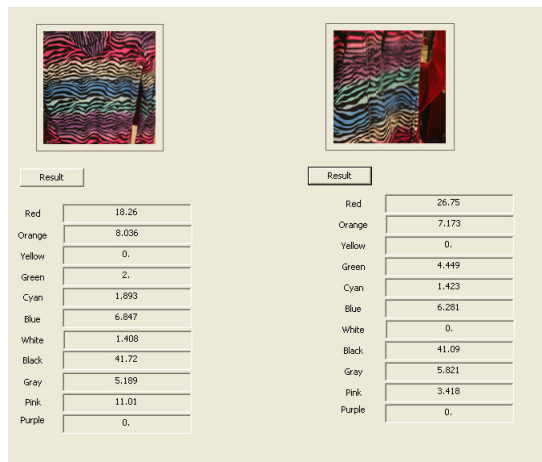 Result
Red 18.26
Orange 8.036
Yellow 0.
Green 2.
Cyan 1.893
Blue 6.847
White 1.408
Black 41.72
Gray 5.189
Pink 11.01
Purple 0.
Result
Red 26.75
Orange 7.173
Yellow 0.
Green 4.449
Cyan 1.423
Blue 6.281
White 0.
Black 41.09
Gray 5.821
Pink 3.418
Purple 0.